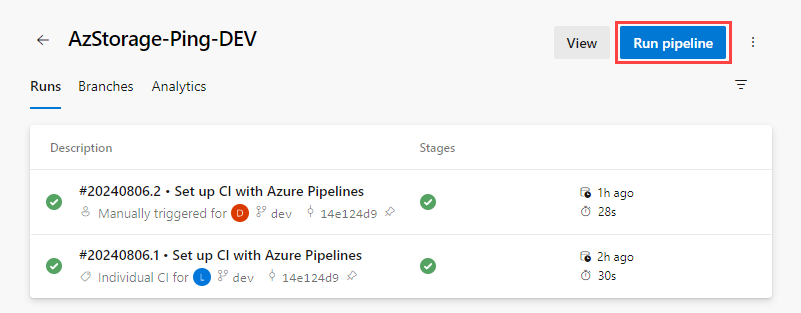 AzStorage-Ping-DEV
View
Run pipeline
Runs
Branches
Analytics
Description
Stages
#20240806.2 • Set up CI with Azure Pipelines
Manually triggered for D dev 14e124d9
1h ago
28s
#20240806.1 • Set up CI with Azure Pipelines
Individual CI for L dev 14e124d9
2h ago
30s